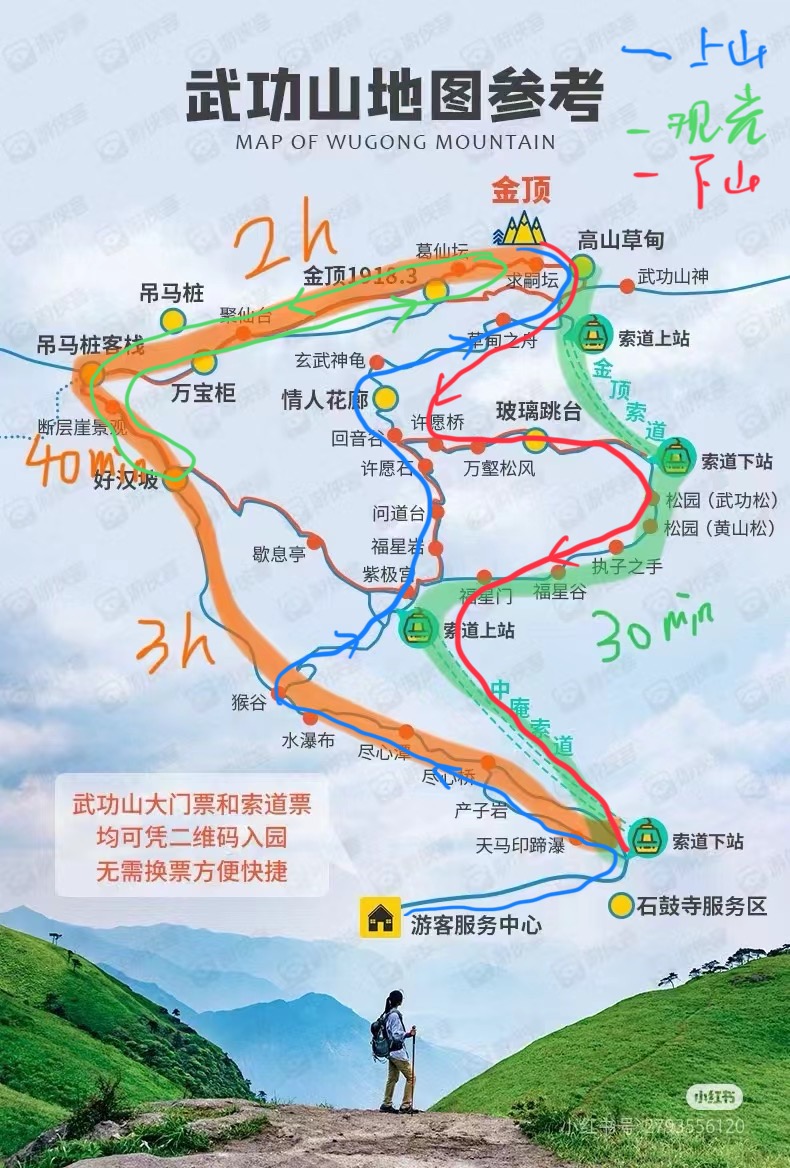 一上山
武功山地图参考
一观光
MAP OF WUGONG MOUNTAIN
一下山
金顶
2h
高山草甸
葛仙坛
金顶1918.3
求嗣坛
武功山神
吊马桩
聚仙台
草甸之舟
索道上站
吊马桩客栈
玄武神龟
金顶索道
万宝柜
情人花廊
断层崖景观
许愿桥
玻璃跳台
回音谷
40min
好汉坡
许愿石
万壑松风
索道下站
松园（武功松）
问道台
松园（黄山松）
歇息亭
福星岩
紫极宫
执子之手
福星门
福星谷
3h
索道上站
30min
猴谷
中庵索道
水瀑布
尽心潭
尽心桥
武功山大门票和索道票
均可凭二维码入园
无需换票方便快捷
产子岩
天马印蹄瀑
索道下站
石鼓寺服务区
游客服务中心
小红书
小红书号:2793556120